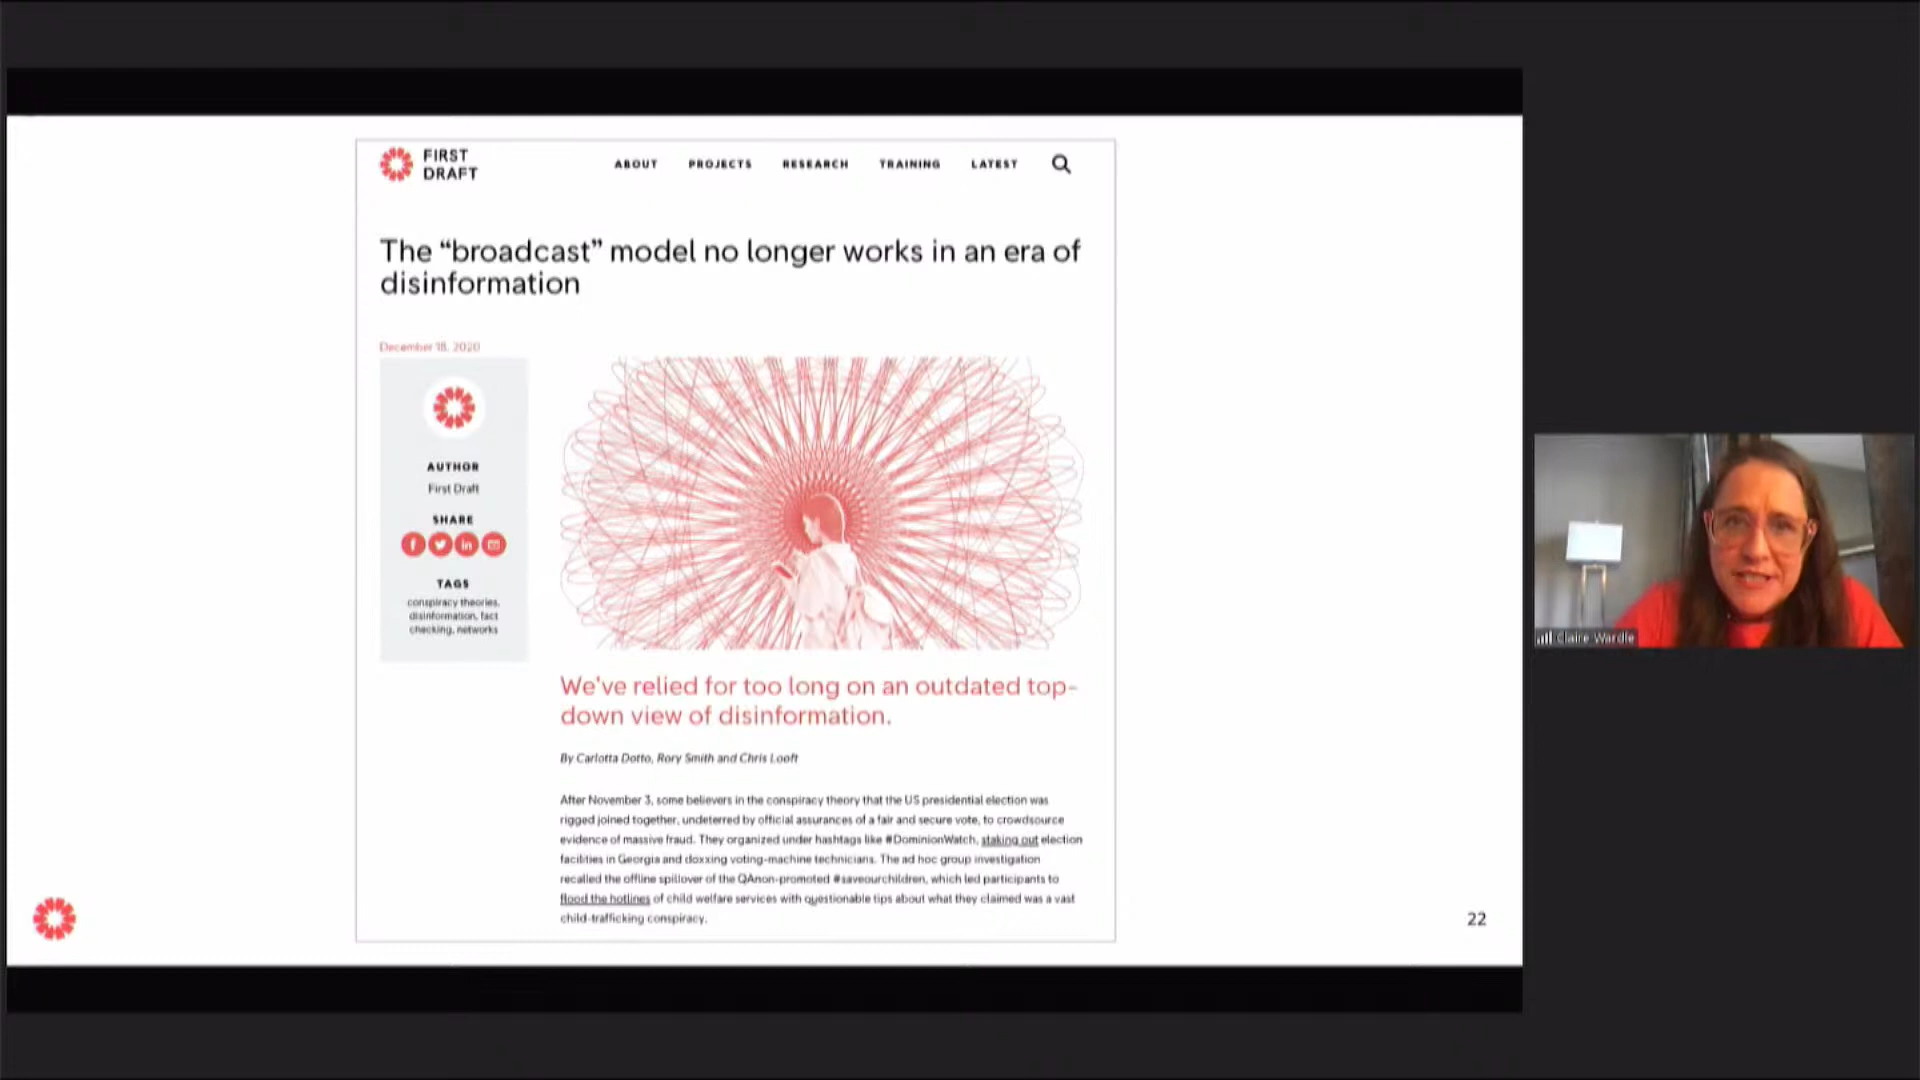 FIRST
DRAFT
ABOUT PROJECTS RESEARCH TRAINING LATEST
The “broadcast” model no longer works in an era of
disinformation
December 18, 2020
AUTHOR
First Draft
SHARE
TAGS
conspiracy theories,
disinformation, fact
checking, networks
We've relied for too long on an outdated top-
down view of disinformation.
By Carlotta Dotto, Rory Smith and Chris Looft
After November 3, some believers in the conspiracy theory that the US presidential election was
rigged joined together, undeterred by official assurances of a fair and secure vote, to crowdsource
evidence of massive fraud. They organized under hashtags like #DominionWatch, staking out election
facilities in Georgia and doxxing voting-machine technicians. The ad hoc group investigation
recalled the offline spillover of the QAnon-promoted #saveourchildren, which led participants to
flood the hotlines of child welfare services with questionable tips about what they claimed was a vast
child-trafficking conspiracy.
22
Claire Wardle